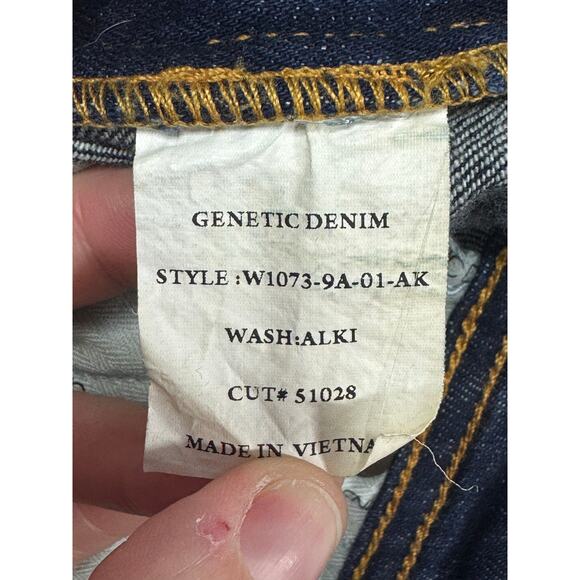 GENETIC DENIM
STYLE :W1073-9A-01-AK
WASH:ALKI
CUT# 51028
MADE IN VIETNA